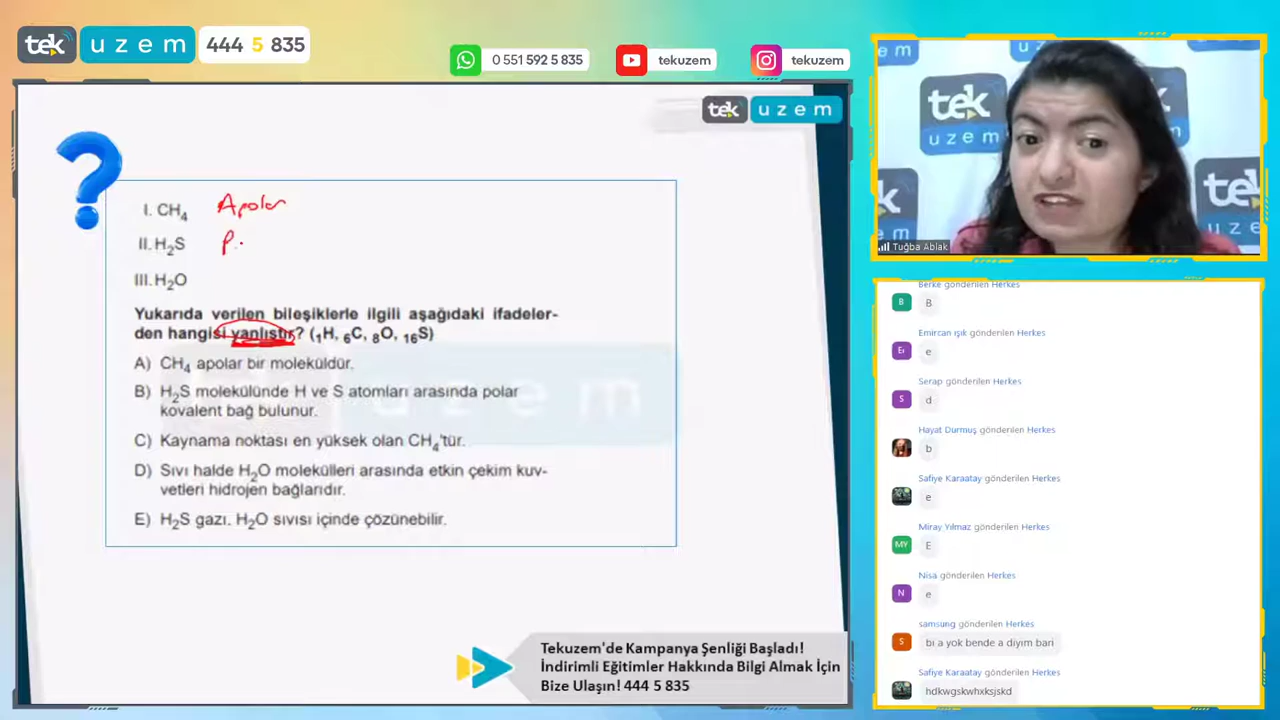 tek uzem 444 5 835
0 551 592 5 835 tekuzem tekuzem
tek uzem
I. CH₄ Apolar
II. H₂S P.
III. H₂O
Yukarıda verilen bileşiklerle ilgili aşağıdaki ifadeler-
den hangisi yanlıştır? (₁H, ₆C, ₈O, ₁₆S)
A) CH₄ apolar bir moleküldür.
B) H₂S molekülünde H ve S atomları arasında polar
kovalent bağ bulunur.
C) Kaynama noktası en yüksek olan CH₄'tür.
D) Sıvı halde H₂O molekülleri arasında etkin çekim kuv-
vetleri hidrojen bağlarıdır.
E) H₂S gazı. H₂O sıvısı içinde çözünebilir.
Tekuzem'de Kampanya Şenliği Başladı!
İndirimli Eğitimler Hakkında Bilgi Almak İçin
Bize Ulaşın! 444 5 835
tek
uzem
Tuğba Ablak
Berke gönderilen Herkes
B B
Emircan ışık gönderilen Herkes
Er e
Serap gönderilen Herkes
S d
Hayat Durmuş gönderilen Herkes
b
Safiye Karaatay gönderilen Herkes
e
Miray Yılmaz gönderilen Herkes
MY E
Nisa gönderilen Herkes
N e
samsung gönderilen Herkes
S bi a yok bende a diyim bari
Safiye Karaatay gönderilen Herkes
hdkwgskwhxksjskd